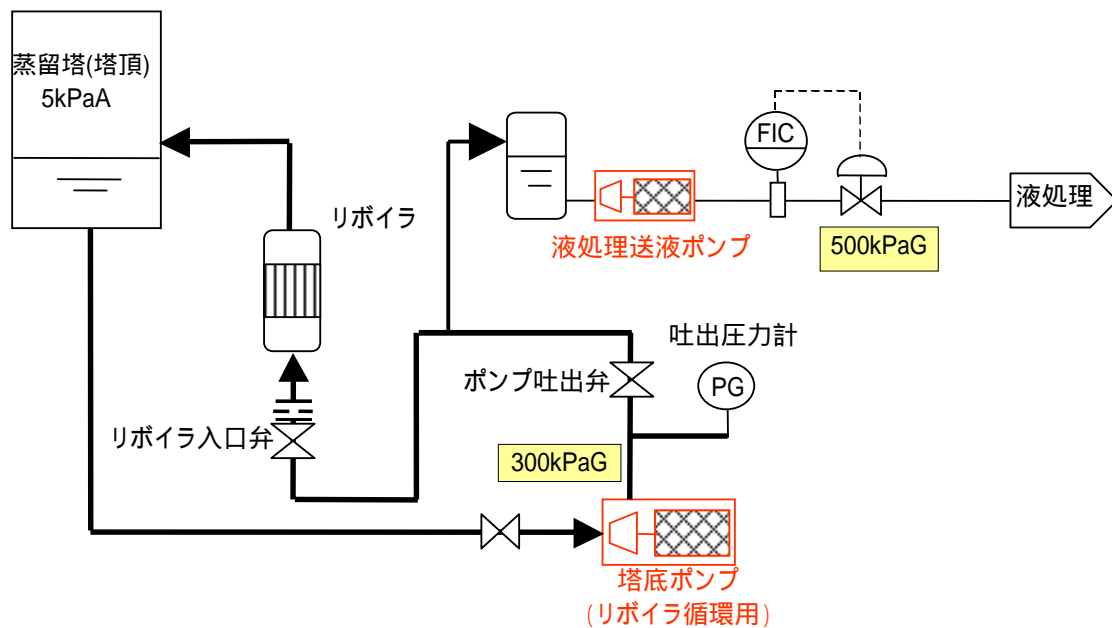 蒸留塔(塔頂)
5kPaA
リボイラ
FIC
液処理
液処理送液ポンプ
500kPaG
吐出圧力計
ポンプ吐出弁
PG
リボイラ入口弁
300kPaG
塔底ポンプ
(リボイラ循環用)